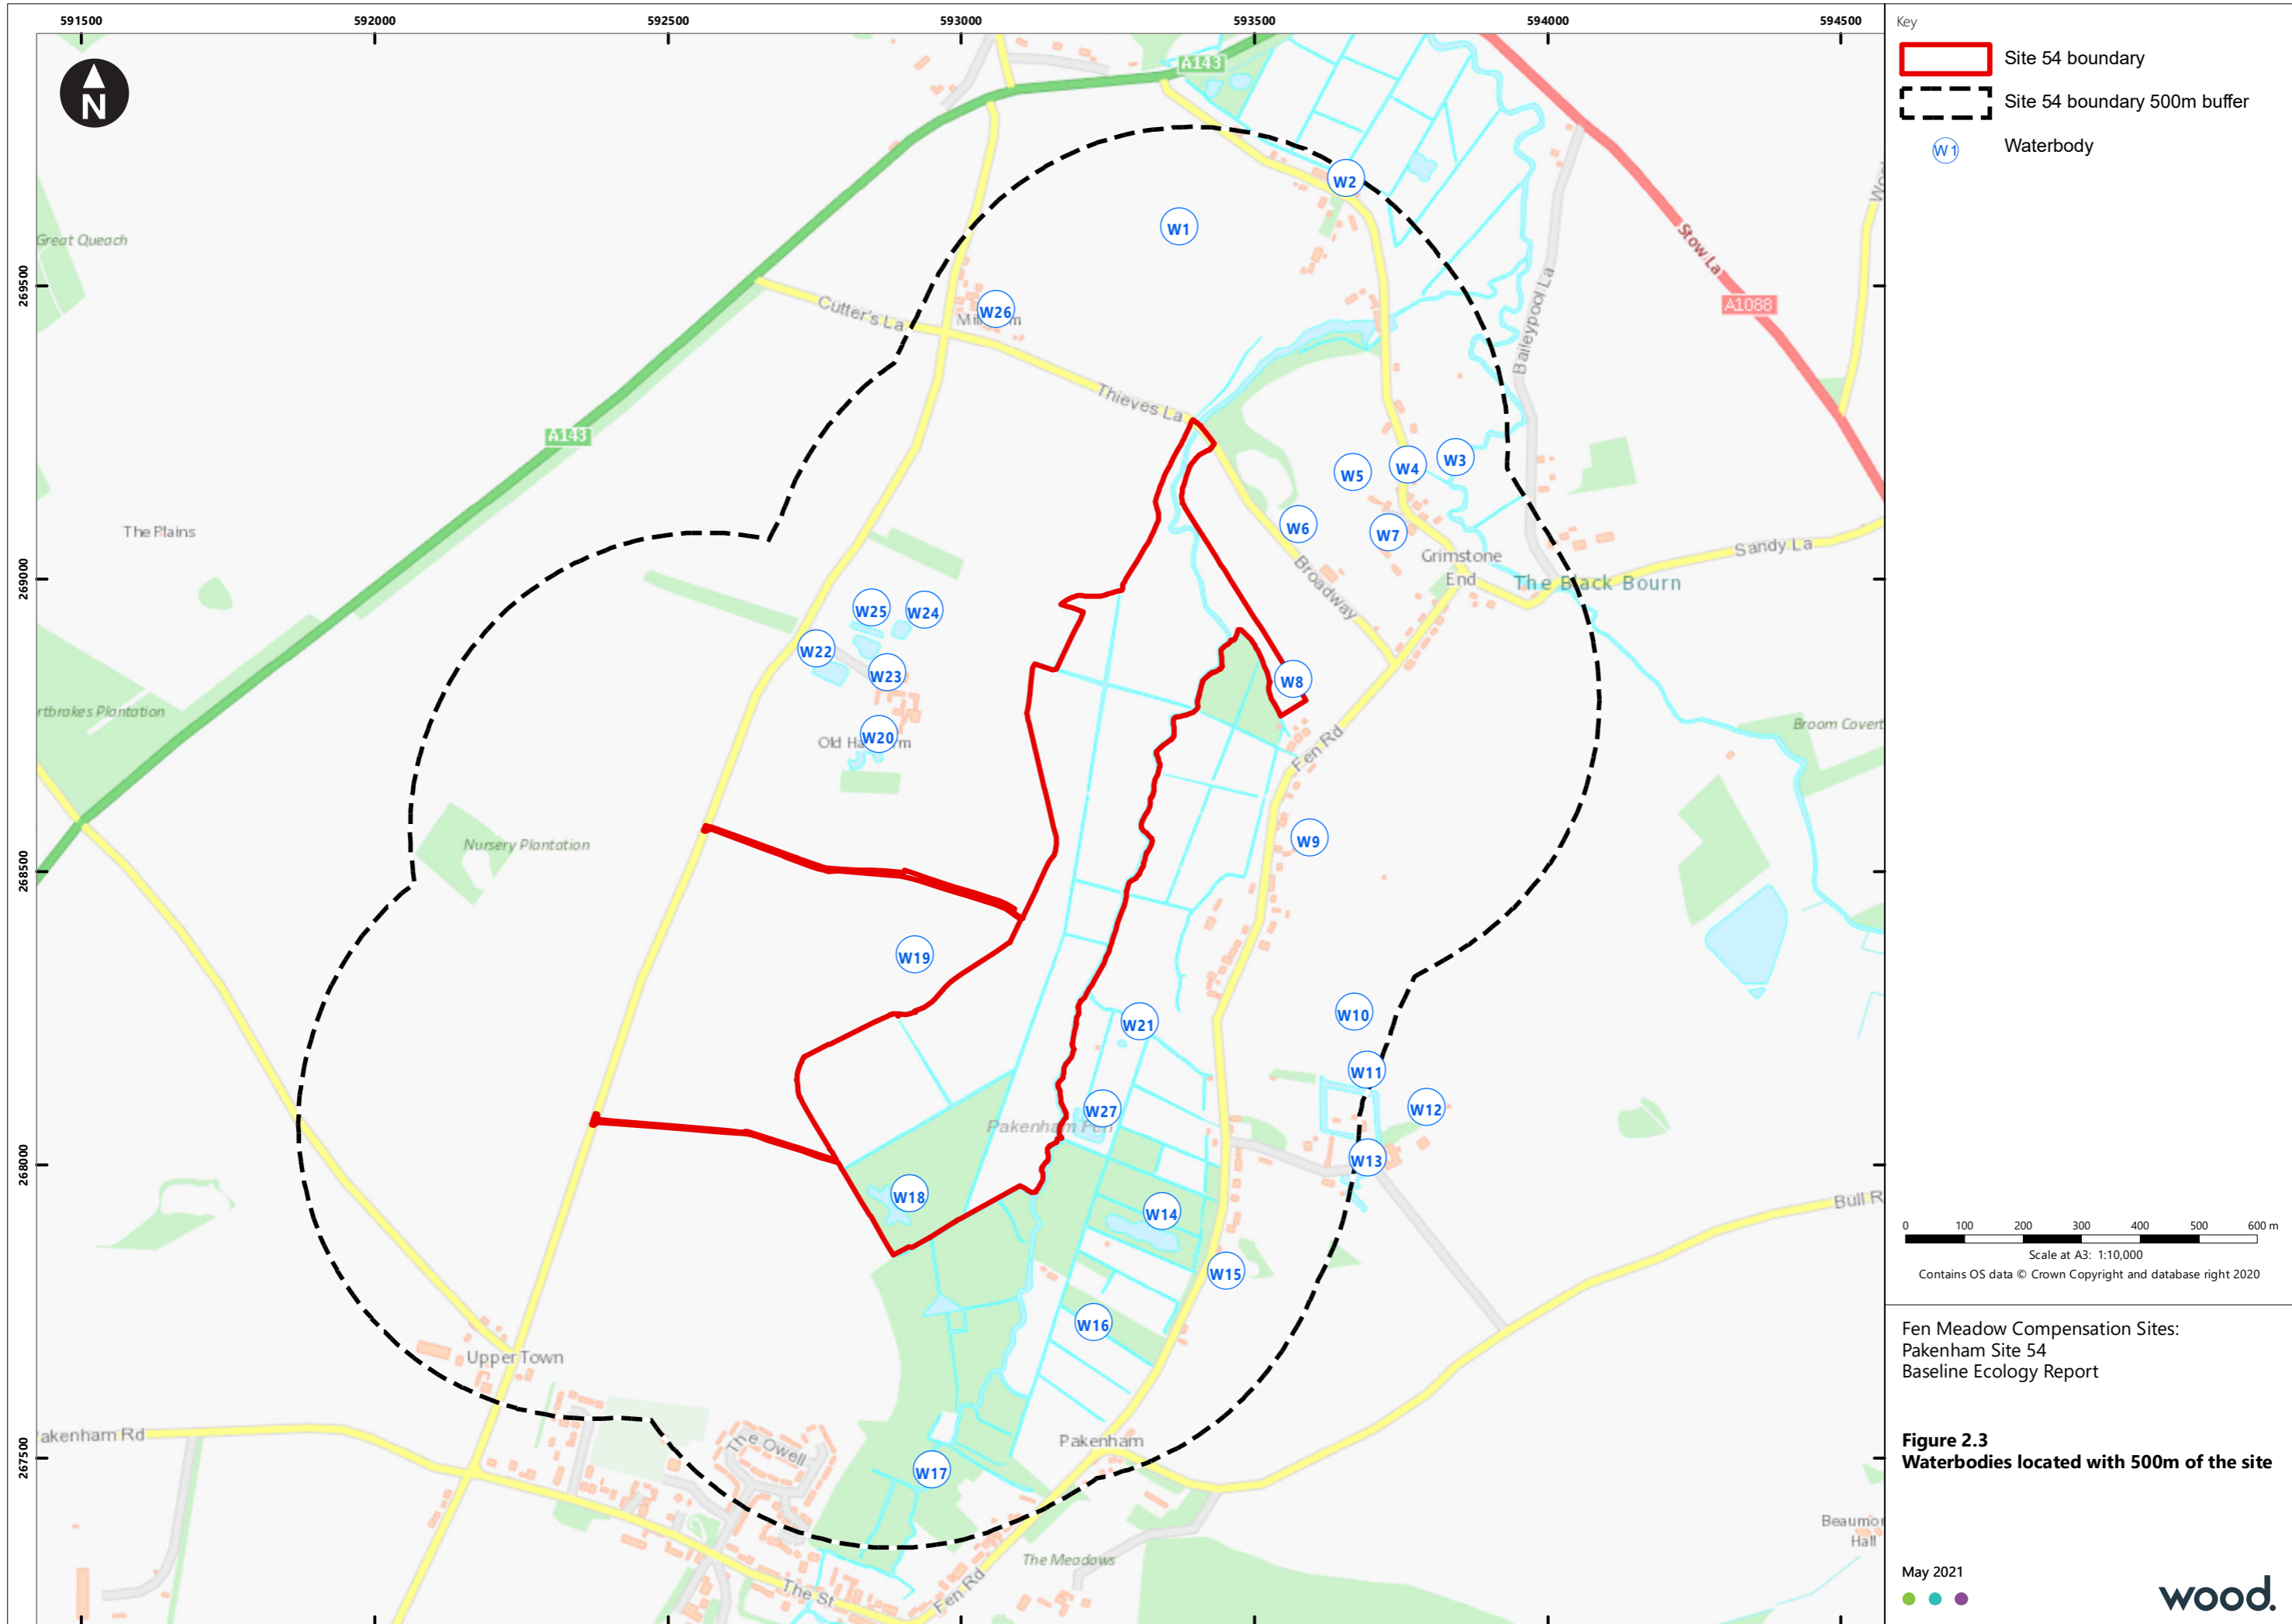 591500
592000
592500
593000
593500
594000
594500
269500
269000
268500
268000
267500
N
A143
A143
A1088
Stow La
Baileypool La
Great Queach
Cutter's La
Thieves La
The Plains
Broadway
Grimstone
End
The Black Bourn
Sandy La
rtbrakes Plantation
Broom Covert
Fen Rd
Nursery Plantation
Pakenham Fen
Bull R
Upper Town
akenham Rd
The Owell
Pakenham
The Meadows
The St
Fen Rd
Beaumon
Hall
W1
W2
W3
W4
W5
W6
W7
W8
W9
W10
W11
W12
W13
W14
W15
W16
W17
W18
W19
W20
W21
W22
W23
W24
W25
W26
W27
Key
Site 54 boundary
Site 54 boundary 500m buffer
W1 Waterbody
0 100 200 300 400 500 600 m
Scale at A3: 1:10,000
Contains OS data © Crown Copyright and database right 2020
Fen Meadow Compensation Sites:
Pakenham Site 54
Baseline Ecology Report
Figure 2.3
Waterbodies located with 500m of the site
May 2021
wood.